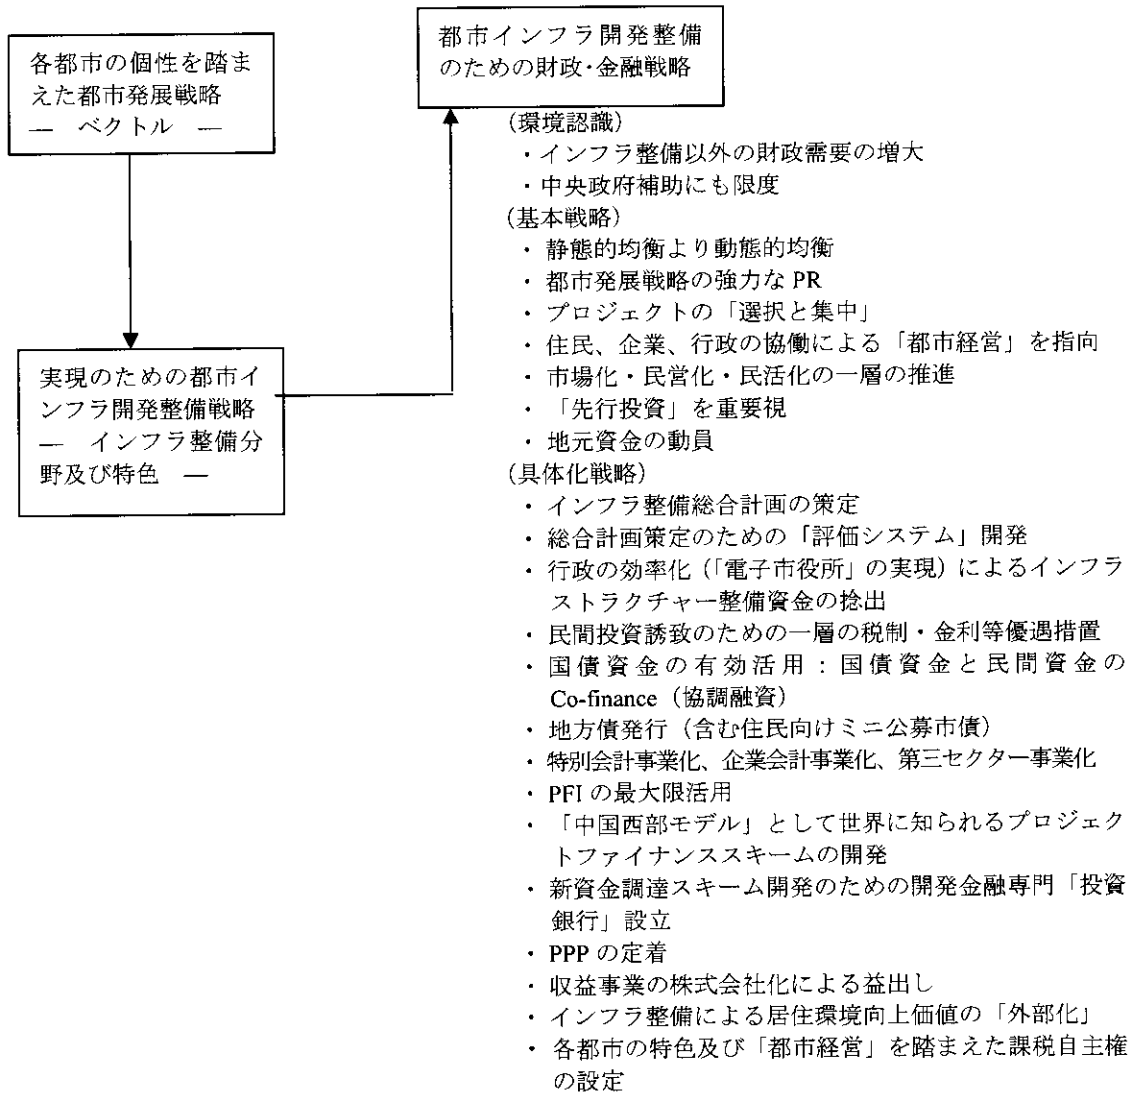 各都市の個性を踏ま
えた都市発展戦略
― ベクトル ―
実現のための都市イ
ンフラ開発整備戦略
― インフラ整備分
野及び特色 ―
都市インフラ開発整備
のための財政・金融戦略
(環境認識)
・インフラ整備以外の財政需要の増大
・中央政府補助にも限度
(基本戦略)
・ 静態的均衡より動態的均衡
・ 都市発展戦略の強力な PR
・ プロジェクトの「選択と集中」
・ 住民、企業、行政の協働による「都市経営」を指向
・ 市場化・民営化・民活化の一層の推進
・ 「先行投資」を重要視
・ 地元資金の動員
(具体化戦略)
・ インフラ整備総合計画の策定
・ 総合計画策定のための「評価システム」開発
・ 行政の効率化(「電子市役所」の実現)によるインフラ
ストラクチャー整備資金の捻出
・ 民間投資誘致のための一層の税制・金利等優遇措置
・ 国債資金の有効活用:国債資金と民間資金の
Co-finance(協調融資)
・ 地方債発行(含む住民向けミニ公募市債)
・ 特別会計事業化、企業会計事業化、第三セクター事業化
・ PFI の最大限活用
・ 「中国西部モデル」として世界に知られるプロジェク
トファイナンススキームの開発
・ 新資金調達スキーム開発のための開発金融専門「投資
銀行」設立
・ PPP の定着
・ 収益事業の株式会社化による益出し
・ インフラ整備による居住環境向上価値の「外部化」
・ 各都市の特色及び「都市経営」を踏まえた課税自主権
の設定